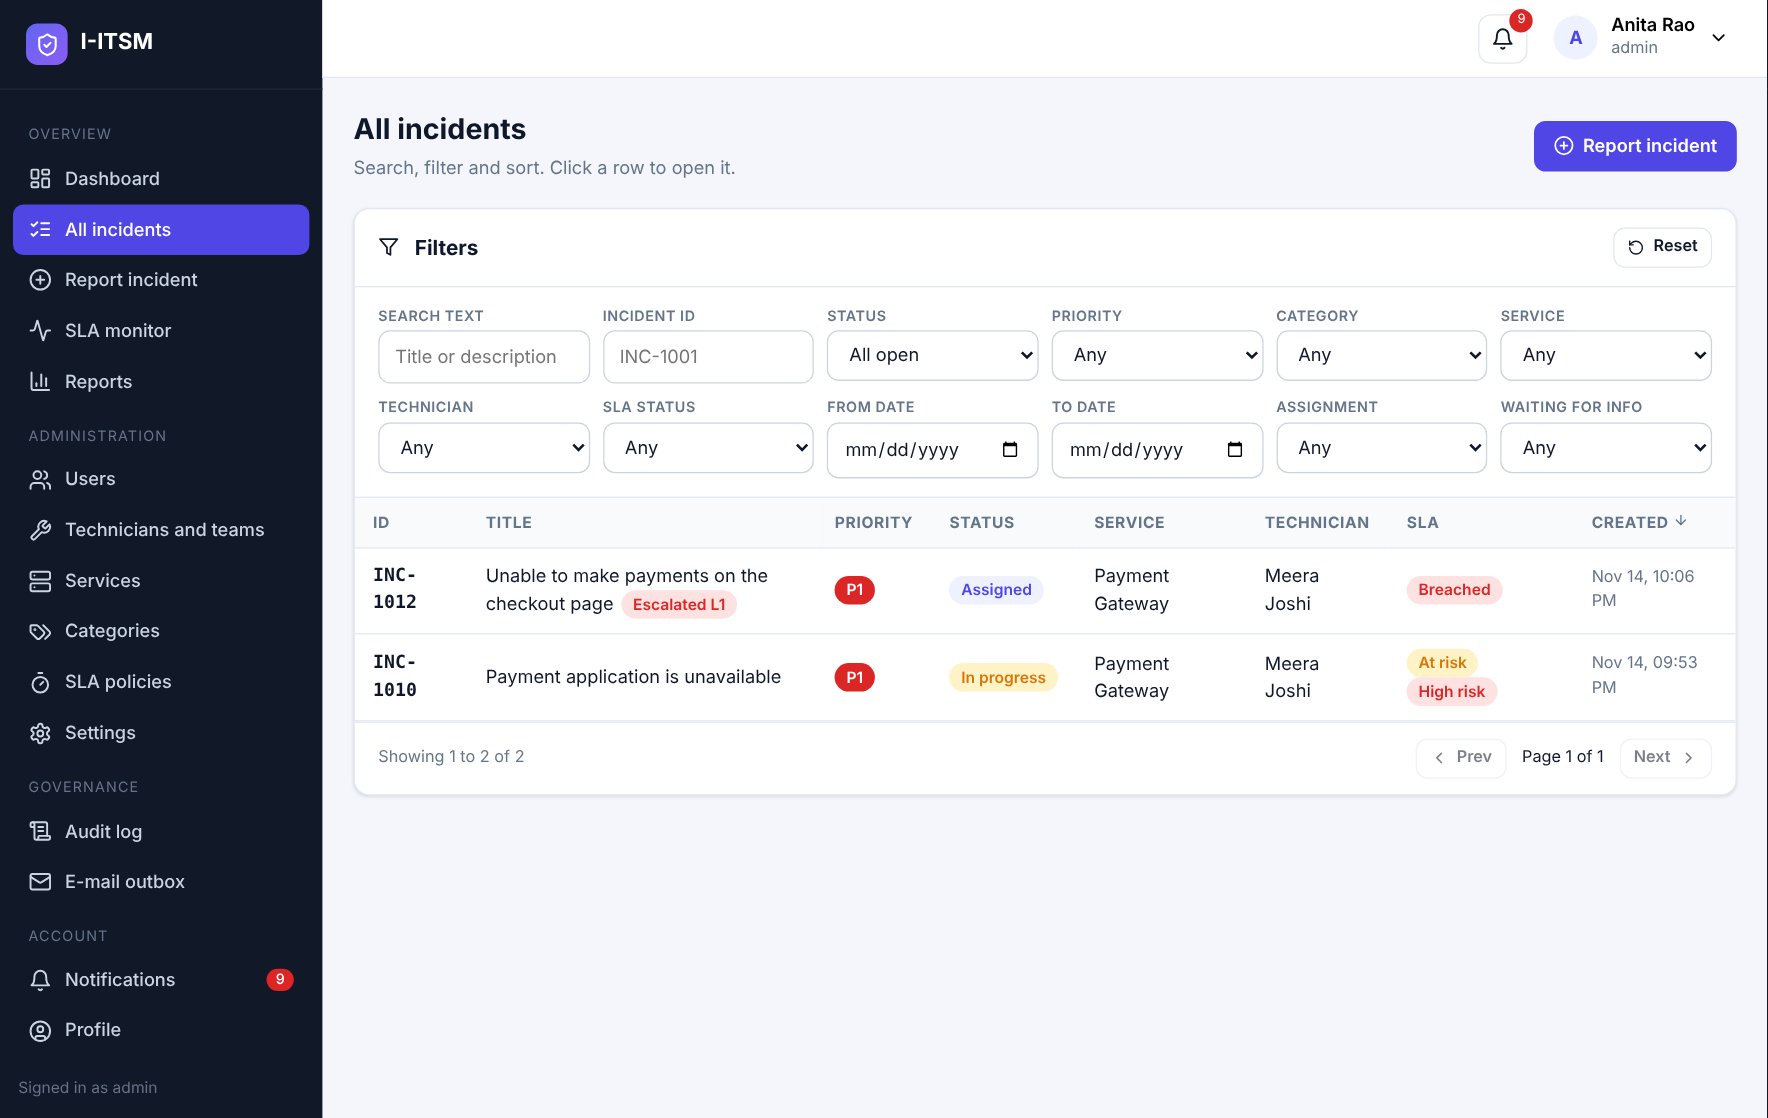 I-ITSM
OVERVIEW
Dashboard
All incidents
Report incident
SLA monitor
Reports
ADMINISTRATION
Users
Technicians and teams
Services
Categories
SLA policies
Settings
GOVERNANCE
Audit log
E-mail outbox
ACCOUNT
Notifications 9
Profile
Signed in as admin
9
A
Anita Rao
admin
All incidents
Search, filter and sort. Click a row to open it.
Report incident
Filters
Reset
SEARCH TEXT INCIDENT ID STATUS PRIORITY CATEGORY SERVICE
Title or description INC-1001 All open Any Any Any
TECHNICIAN SLA STATUS FROM DATE TO DATE ASSIGNMENT WAITING FOR INFO
Any Any mm/dd/yyyy mm/dd/yyyy Any Any
ID TITLE PRIORITY STATUS SERVICE TECHNICIAN SLA CREATED
INC-
1012
Unable to make payments on the
checkout page Escalated L1
P1
Assigned
Payment
Gateway
Meera
Joshi
Breached
Nov 14, 10:06
PM
INC-
1010
Payment application is unavailable
P1
In progress
Payment
Gateway
Meera
Joshi
At risk
High risk
Nov 14, 09:53
PM
Showing 1 to 2 of 2
Prev Page 1 of 1 Next